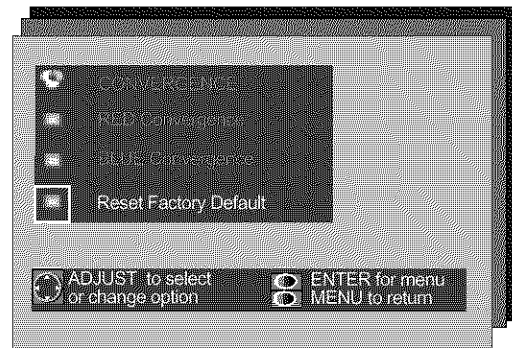 CONVERGENCE
RED Convergence
BLUE Convergence
Reset Factory Default
ADJUST to select
or change option
ENTER for menu
MENU to return